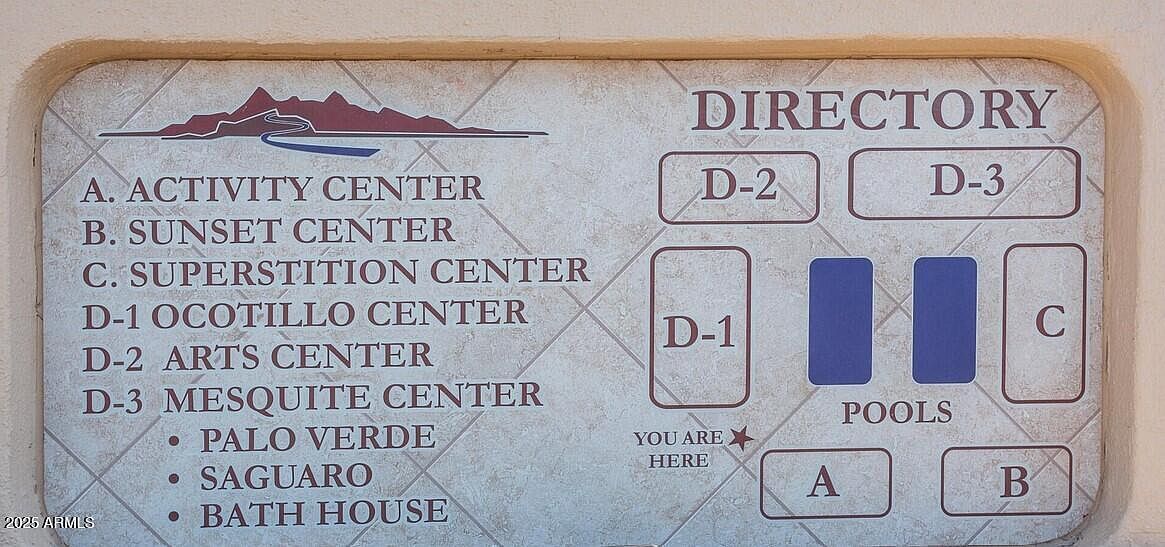 DIRECTORY
A. ACTIVITY CENTER
B. SUNSET CENTER
C. SUPERSTITION CENTER
D-1 OCOTILLO CENTER
D-2 ARTS CENTER
D-3 MESQUITE CENTER
• PALO VERDE
• SAGUARO
• BATH HOUSE
D-2
D-3
D-1
C
POOLS
YOU ARE
HERE
A
B
2025 ARMLS